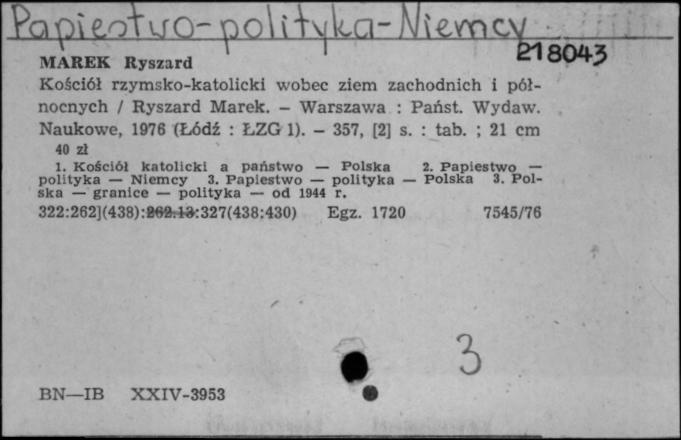 Papiestwo-polityka-Niemcy
218043
MAREK Ryszard
Kościół rzymsko-katolicki wobec ziem zachodnich i pół-
nocnych / Ryszard Marek. – Warszawa : Państ. Wydaw.
Naukowe, 1976 (Łódź : ŁZG 1). – 357, [2] s. : tab. ; 21 cm
40 zł
1. Kościół katolicki a państwo — Polska 2. Papiestwo —
polityka — Niemcy 3. Papiestwo — polityka — Polska 3. Pol-
ska — granice — polityka — od 1944 r.
322:262](438):262.13:327(438:430) Egz. 1720 7545/76
3
BN—IB XXIV-3953